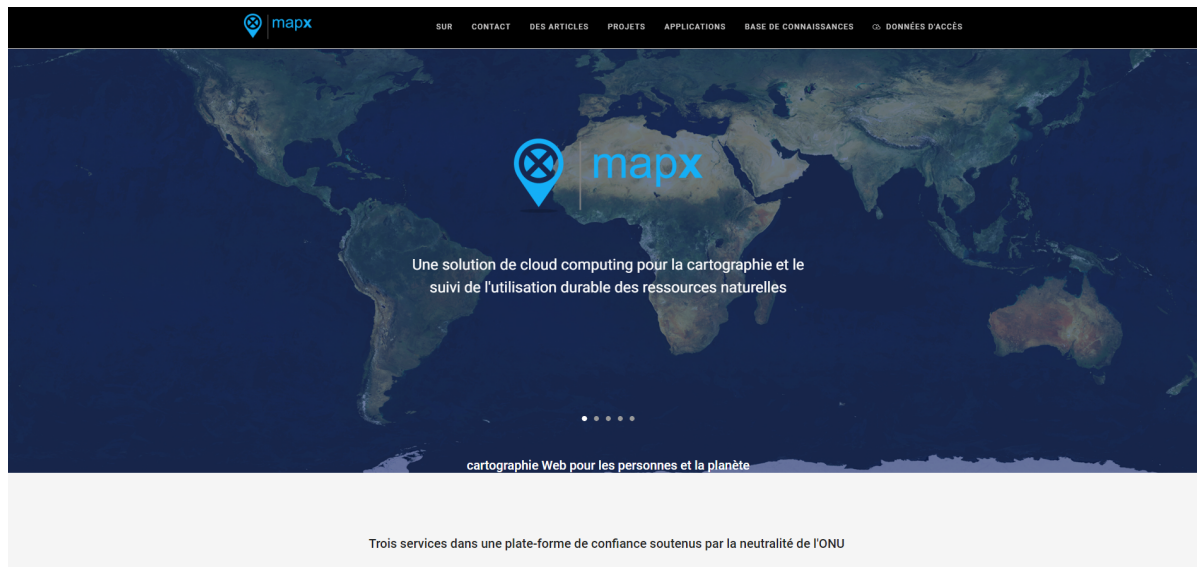 mapx
SUR CONTACT DES ARTICLES PROJETS APPLICATIONS BASE DE CONNAISSANCES DONNÉES D'ACCÈS
mapx
Une solution de cloud computing pour la cartographie et le
suivi de l'utilisation durable des ressources naturelles
cartographie Web pour les personnes et la planète
Trois services dans une plate-forme de confiance soutenus par la neutralité de l'ONU